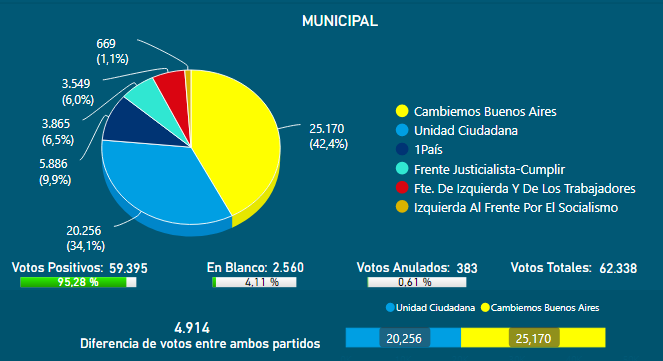 MUNICIPAL
669
(1,1%)
3.549
(6,0%)
3.865
(6,5%)
5.886
(9,9%)
20.256
(34,1%)
25.170
(42,4%)
Cambiemos Buenos Aires
Unidad Ciudadana
1País
Frente Justicialista-Cumplir
Fte. De Izquierda Y De Los Trabajadores
Izquierda Al Frente Por El Socialismo
Votos Positivos: 59.395
95,28 %
En Blanco: 2.560
4,11 %
Votos Anulados: 383
0,61 %
Votos Totales: 62.338
Unidad Ciudadana Cambiemos Buenos Aires
4.914
Diferencia de votos entre ambos partidos
20,256 25,170